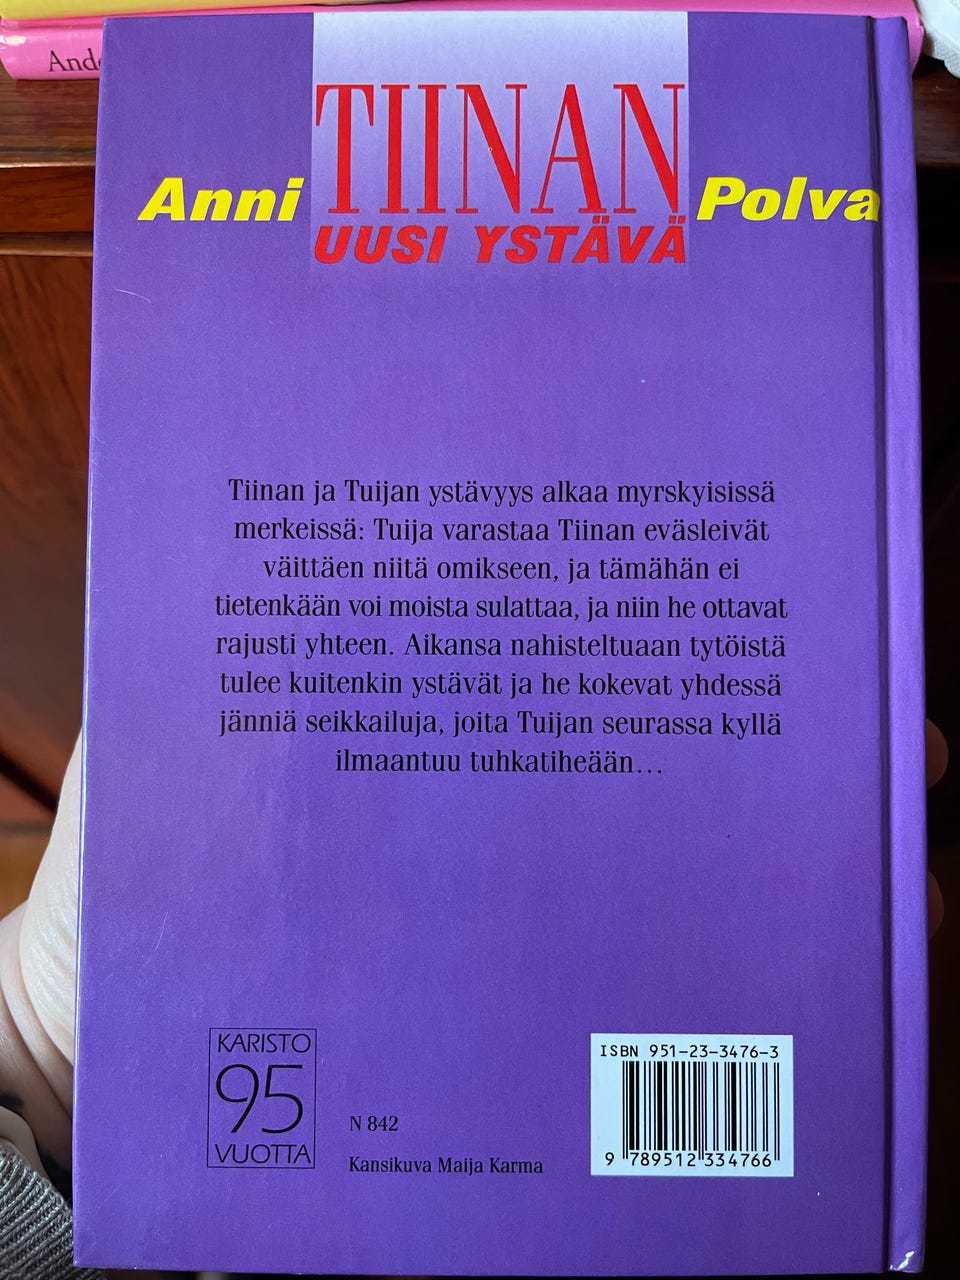 Ande
Anni TIINAN Polva
UUSI YSTÄVÄ
Tiinan ja Tuijan ystävyys alkaa myrskyisissä
merkeissä: Tuija varastaa Tiinan eväsleivät
väittäen niitä omikseen, ja tämähän ei
tietenkään voi moista sulattaa, ja niin he ottavat
rajusti yhteen. Aikansa nahisteltuaan tytöistä
tulee kuitenkin ystävät ja he kokevat yhdessä
jänniä seikkailuja, joita Tuijan seurassa kyllä
ilmaantuu tuhkatiheään...
KARISTO
95
VUOTTA
N 842
Kansikuva Maija Karma
ISBN 951-23-3476-3
9 789512 334766